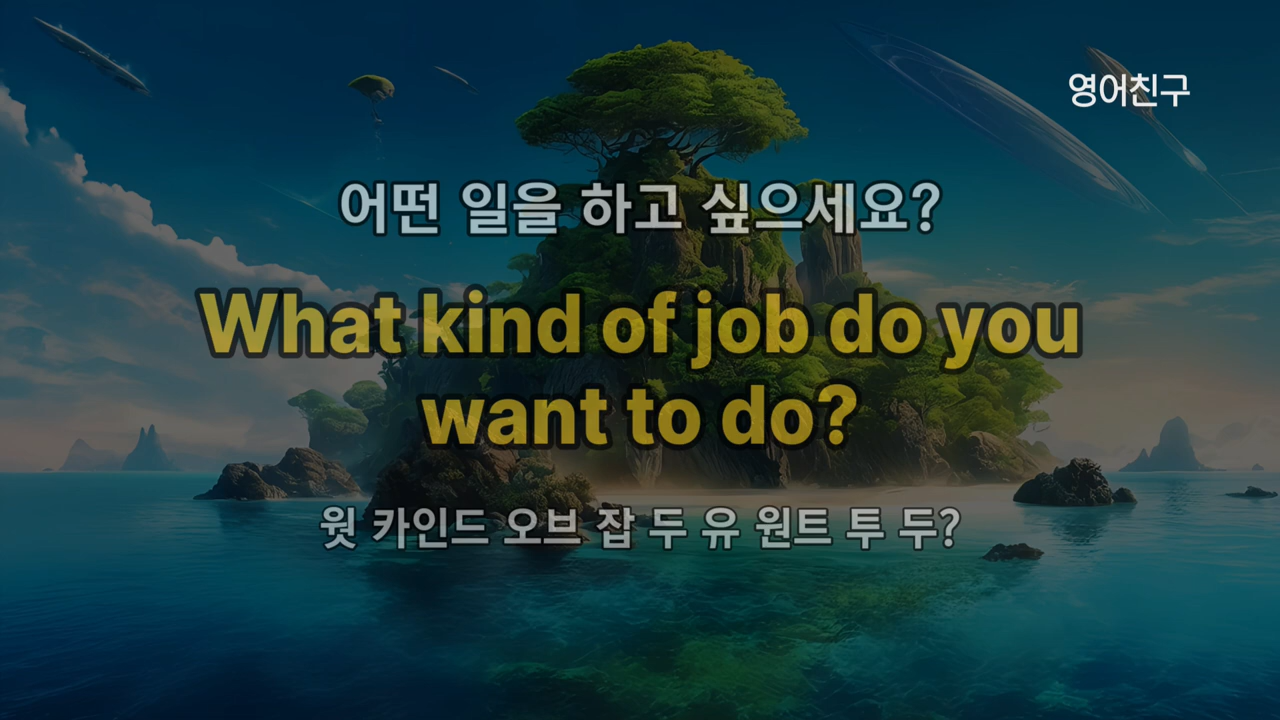 영어친구
어떤 일을 하고 싶으세요?
What kind of job do you
want to do?
웟 카인드 오브 잡 두 유 원트 투 두?